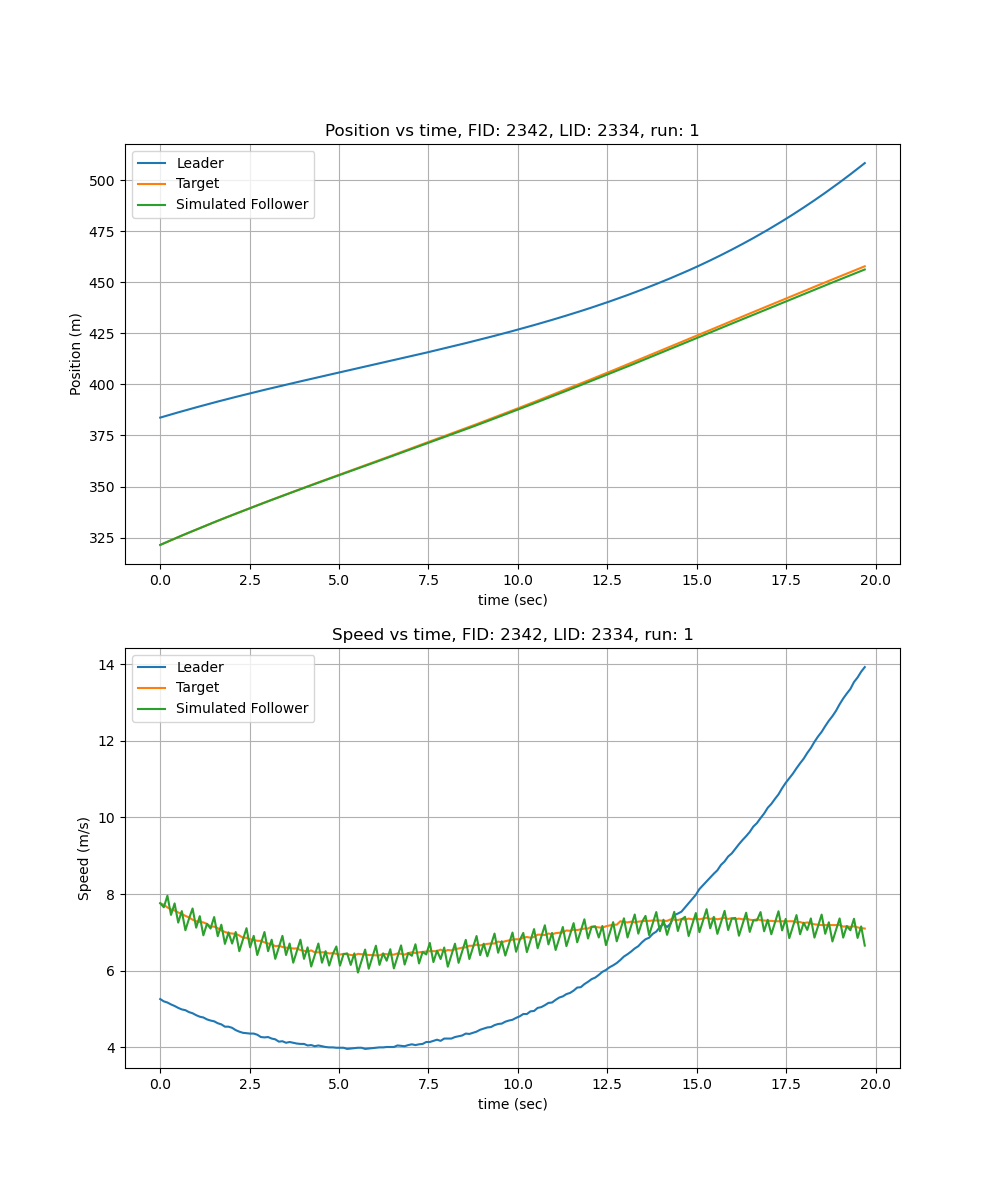 Position vs time, FID: 2342, LID: 2334, run: 1
Leader
Target
Simulated Follower
500
475
450
425
400
375
350
325
Position (m)
0.0 2.5 5.0 7.5 10.0 12.5 15.0 17.5 20.0
time (sec)
Speed vs time, FID: 2342, LID: 2334, run: 1
Leader
Target
Simulated Follower
14
12
10
8
6
4
Speed (m/s)
0.0 2.5 5.0 7.5 10.0 12.5 15.0 17.5 20.0
time (sec)